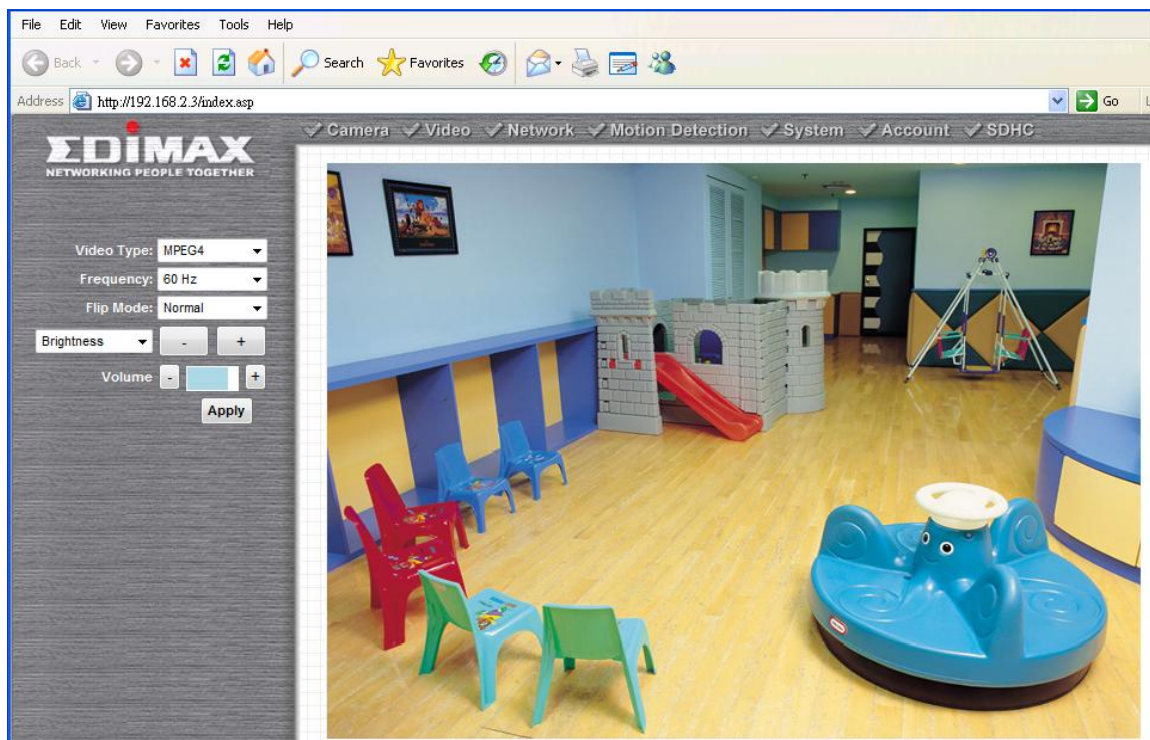 File Edit View Favorites Tools Help
Back Search Favorites
Address http://192.168.2.3/index.asp Go
EDiMAX
NETWORKING PEOPLE TOGETHER
Camera Video Network Motion Detection System Account SDHC
Video Type: MPEG4
Frequency: 60 Hz
Flip Mode: Normal
Brightness - +
Volume - +
Apply